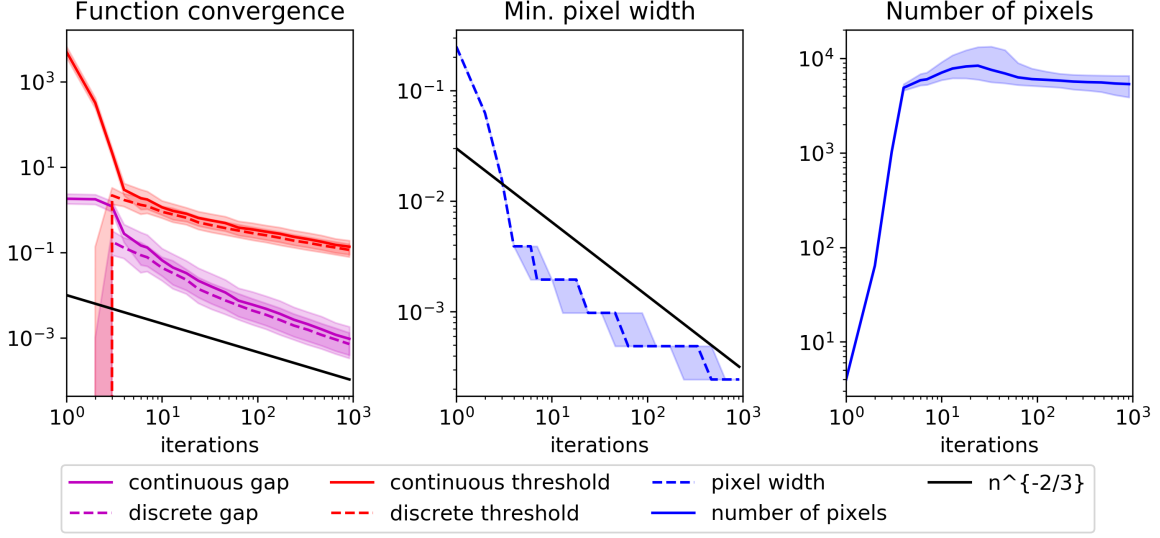 Function convergence
Min. pixel width
Number of pixels
10^3
10^1
10^{-1}
10^{-3}
10^0
10^1
10^2
10^3
iterations
10^{-1}
10^{-2}
10^{-3}
10^0
10^1
10^2
10^3
iterations
10^4
10^3
10^2
10^1
10^0
10^1
10^2
10^3
iterations
continuous gap
continuous threshold
pixel width
n^{-2/3}
discrete gap
discrete threshold
number of pixels